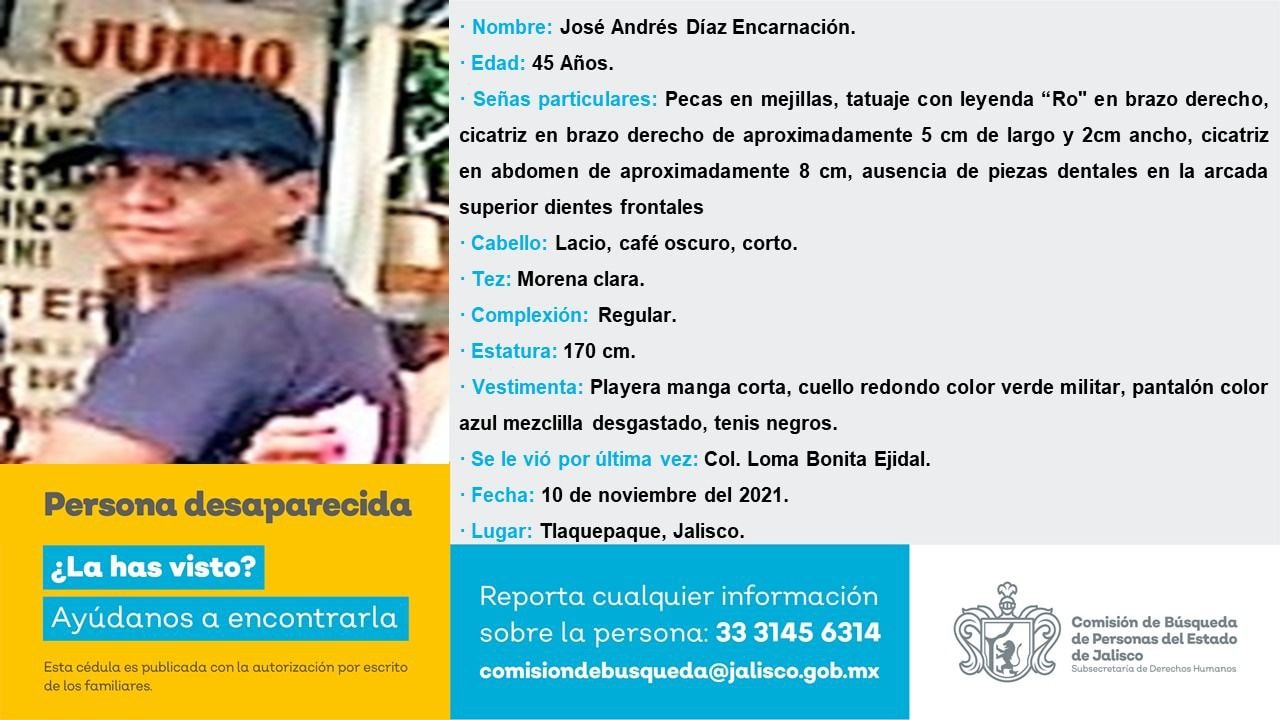 JUINO
· Nombre: José Andrés Díaz Encarnación.
· Edad: 45 Años.
· Señas particulares: Pecas en mejillas, tatuaje con leyenda “Ro" en brazo derecho,
cicatriz en brazo derecho de aproximadamente 5 cm de largo y 2cm ancho, cicatriz
en abdomen de aproximadamente 8 cm, ausencia de piezas dentales en la arcada
superior dientes frontales
· Cabello: Lacio, café oscuro, corto.
· Tez: Morena clara.
· Complexión: Regular.
· Estatura: 170 cm.
· Vestimenta: Playera manga corta, cuello redondo color verde militar, pantalón color
azul mezclilla desgastado, tenis negros.
· Se le vió por última vez: Col. Loma Bonita Ejidal.
· Fecha: 10 de noviembre del 2021.
· Lugar: Tlaquepaque, Jalisco.
Persona desaparecida
¿La has visto?
Ayúdanos a encontrarla
Esta cédula es publicada con la autorización por escrito
de los familiares.
Reporta cualquier información
sobre la persona: 33 3145 6314
comisiondebusqueda@jalisco.gob.mx
Comisión de Búsqueda
de Personas del Estado
de Jalisco
Subsecretaría de Derechos Humanos